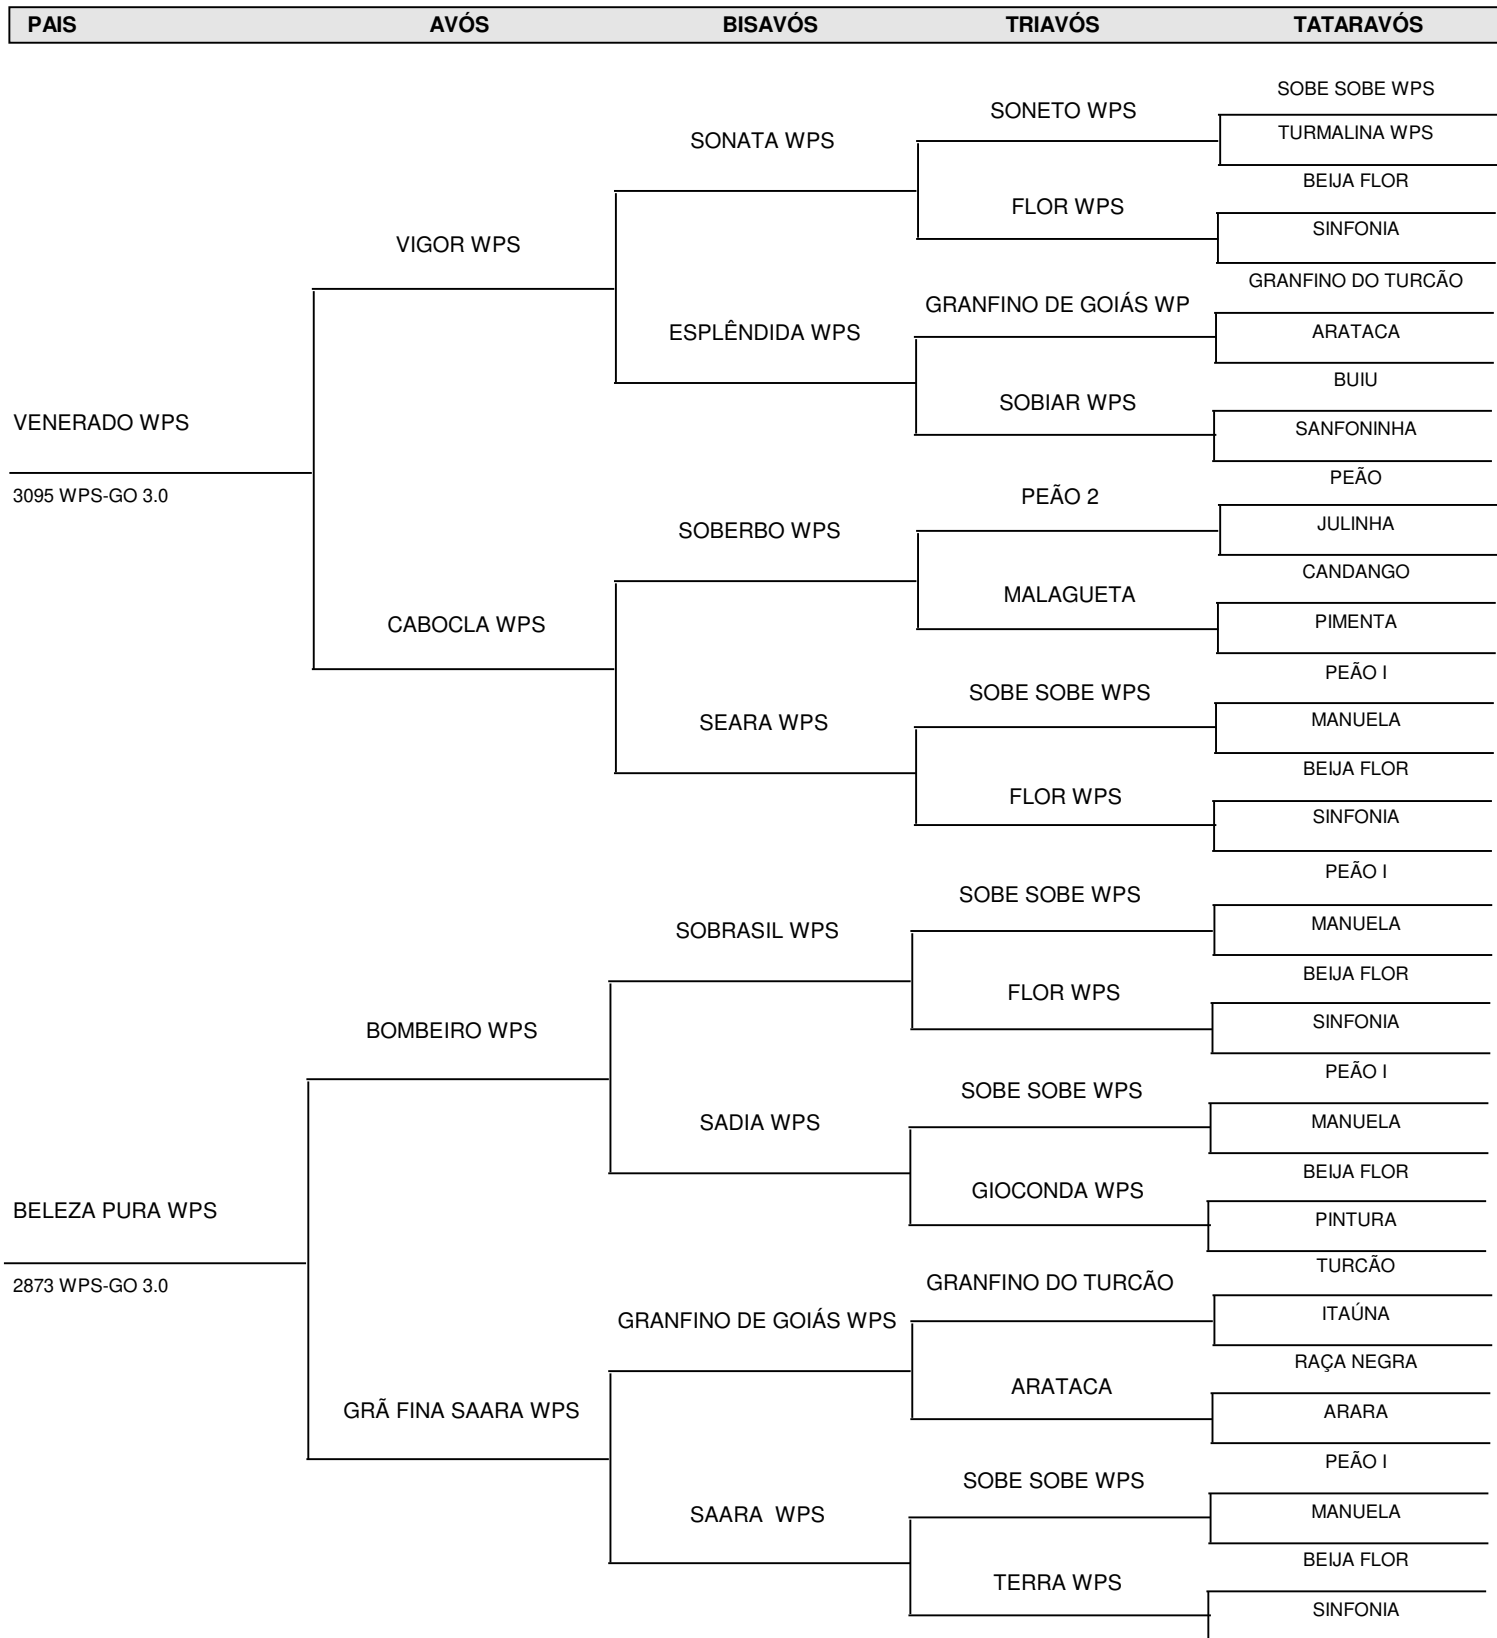 PAIS AVÓS BISAVÓS TRIAVÓS TATARAVÓS
SOBE SOBE WPS
SONETO WPS
TURMALINA WPS
SONATA WPS
BEIJA FLOR
FLOR WPS
SINFONIA
VIGOR WPS
GRANFINO DO TURCÃO
GRANFINO DE GOIÁS WP
ESPLÊNDIDA WPS
ARATACA
BUIU
SOBIAR WPS
VENERADO WPS
SANFONINHA
PEÃO
3095 WPS-GO 3.0
PEÃO 2
SOBERBO WPS
JULINHA
CANDANGO
MALAGUETA
CABOCLA WPS
PIMENTA
PEÃO I
SOBE SOBE WPS
SEARA WPS
MANUELA
BEIJA FLOR
FLOR WPS
SINFONIA
PEÃO I
SOBE SOBE WPS
SOBRASIL WPS
MANUELA
BEIJA FLOR
FLOR WPS
BOMBEIRO WPS
SINFONIA
PEÃO I
SOBE SOBE WPS
SADIA WPS
MANUELA
BEIJA FLOR
GIOCONDA WPS
BELEZA PURA WPS
PINTURA
TURCÃO
2873 WPS-GO 3.0
GRANFINO DO TURCÃO
GRANFINO DE GOIÁS WPS
ITAÚNA
RAÇA NEGRA
ARATACA
GRÃ FINA SAARA WPS
ARARA
PEÃO I
SOBE SOBE WPS
SAARA WPS
MANUELA
BEIJA FLOR
TERRA WPS
SINFONIA